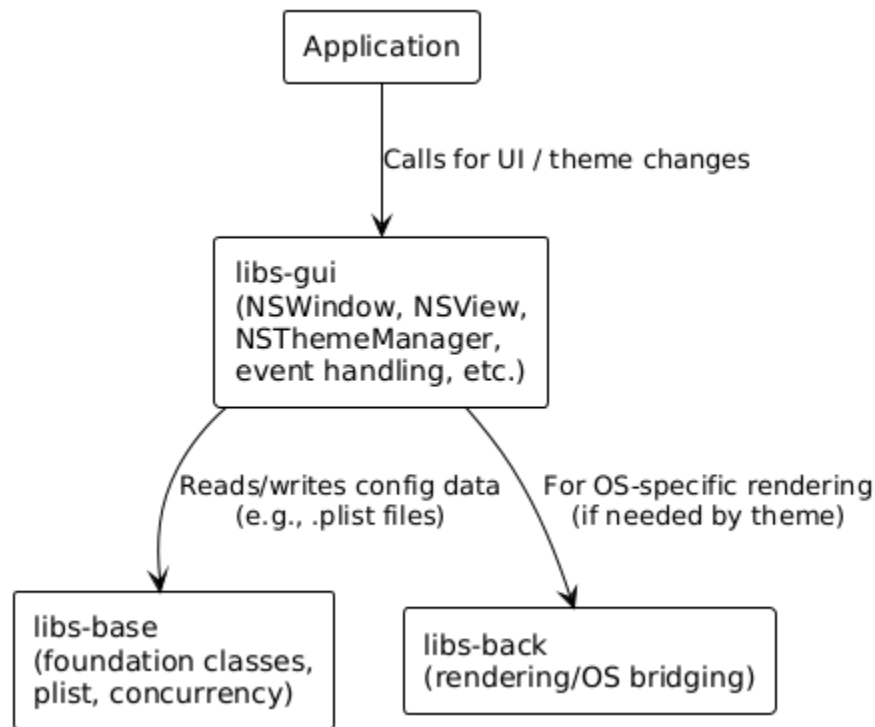 Application
Calls for UI / theme changes
libs-gui
(NSWindow, NSView,
NSThemeManager,
event handling, etc.)
Reads/writes config data
(e.g., .plist files)
For OS-specific rendering
(if needed by theme)
libs-base
(foundation classes,
plist, concurrency)
libs-back
(rendering/OS bridging)